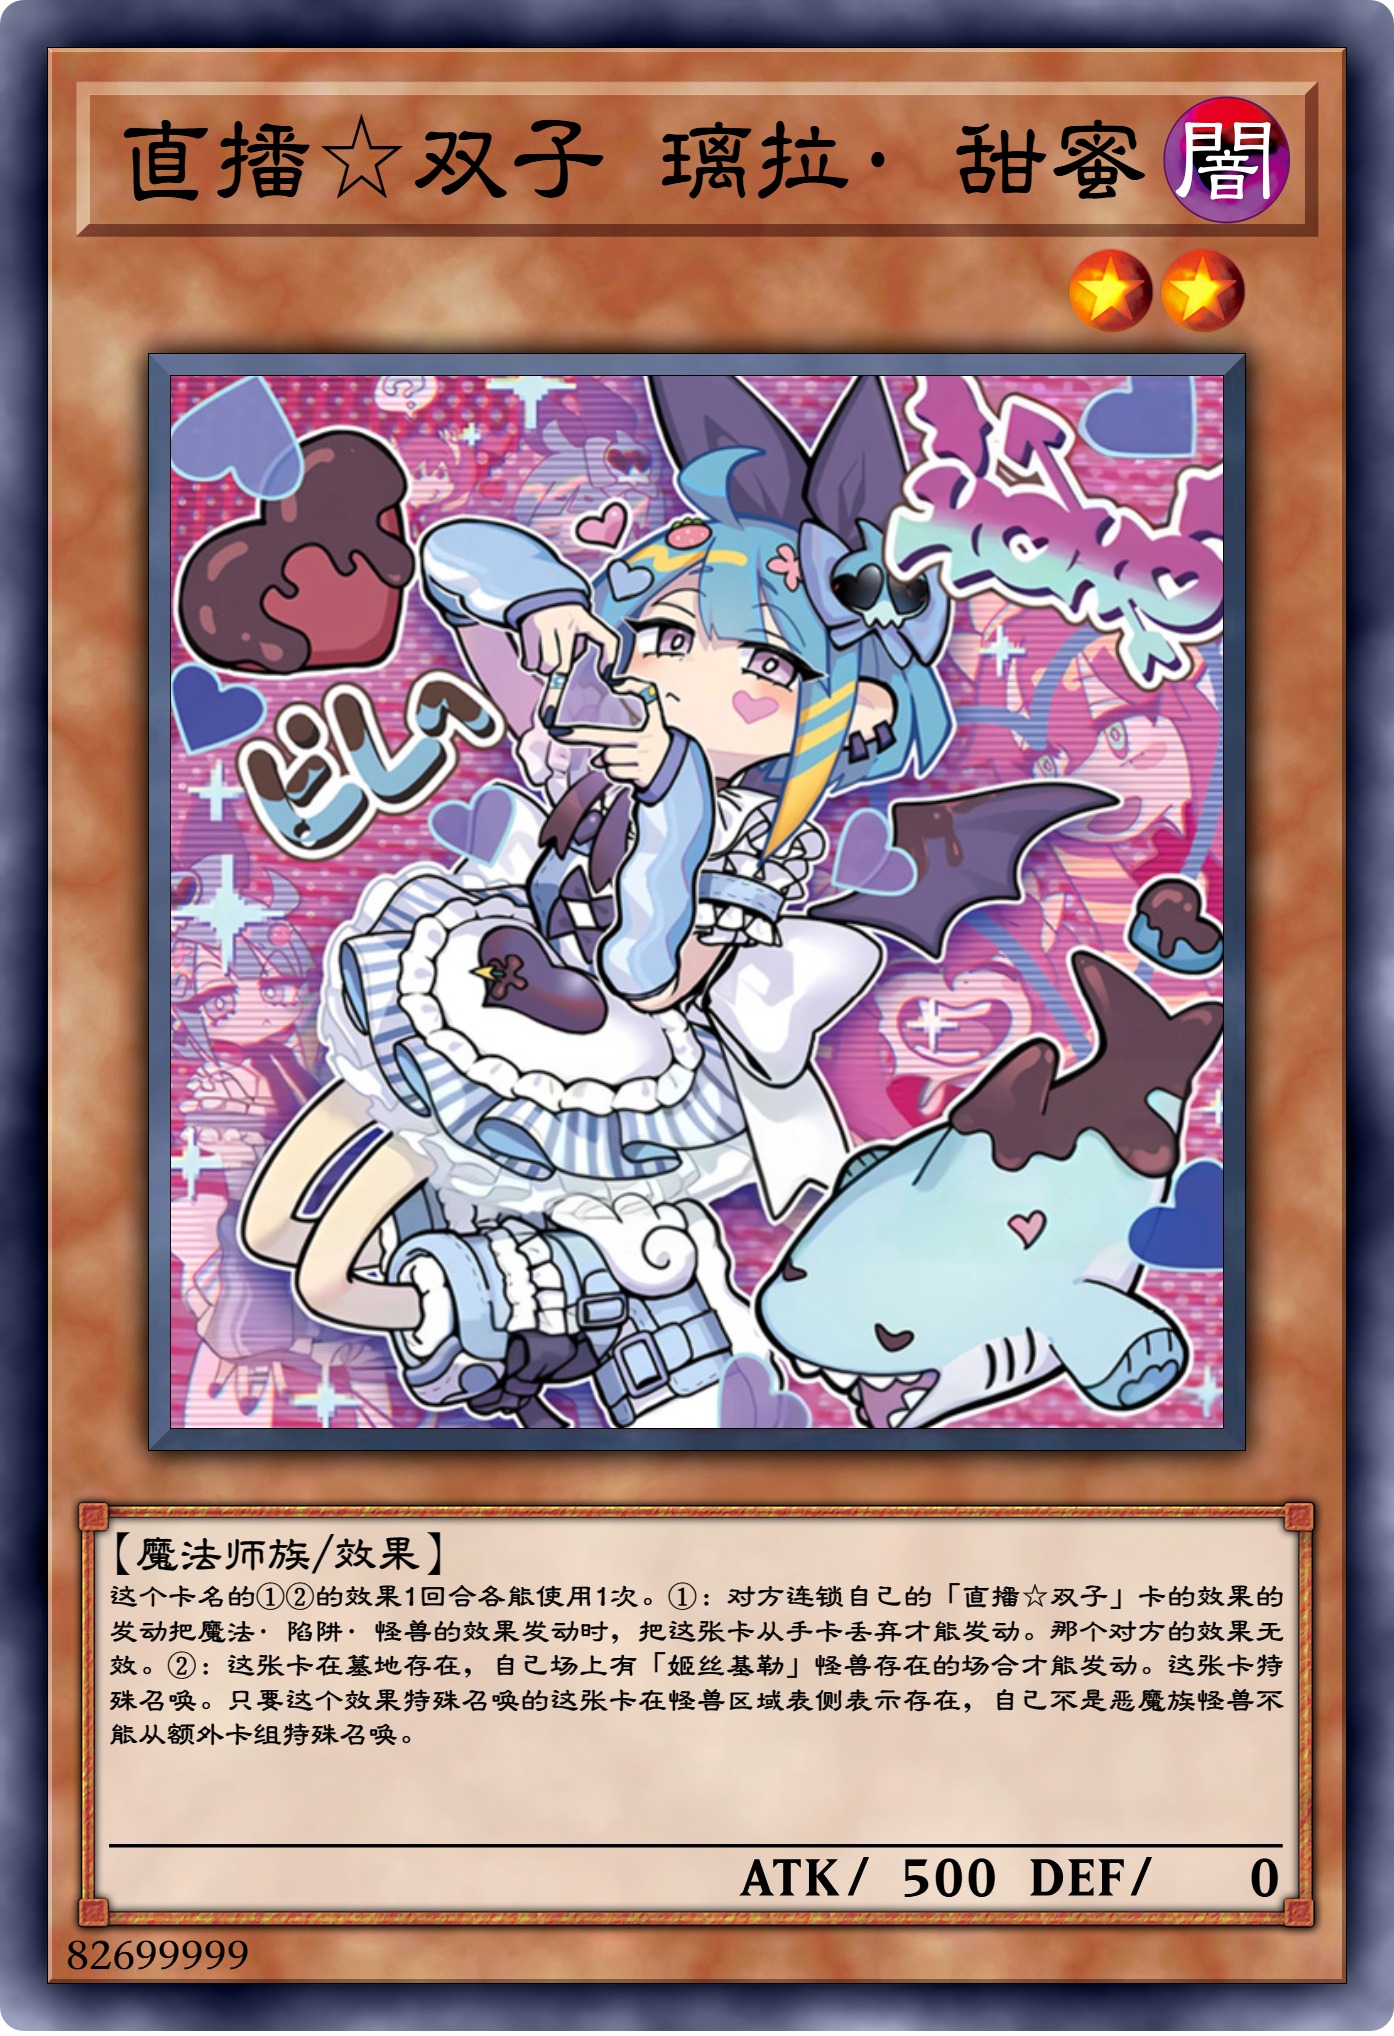 直播☆双子 璃拉·甜蜜 闇
ビしへ
【魔法师族/效果】
这个卡名的①②的效果1回合各能使用1次。①：对方连锁自己的「直播☆双子」卡的效果的
发动把魔法·陷阱·怪兽的效果发动时，把这张卡从手卡丢弃才能发动。那个对方的效果无
效。②：这张卡在墓地存在，自己场上有「姬丝基勒」怪兽存在的场合才能发动。这张卡特
殊召唤。只要这个效果特殊召唤的这张卡在怪兽区域表侧表示存在，自己不是恶魔族怪兽不
能从额外卡组特殊召唤。
ATK/ 500 DEF/ 0
82699999